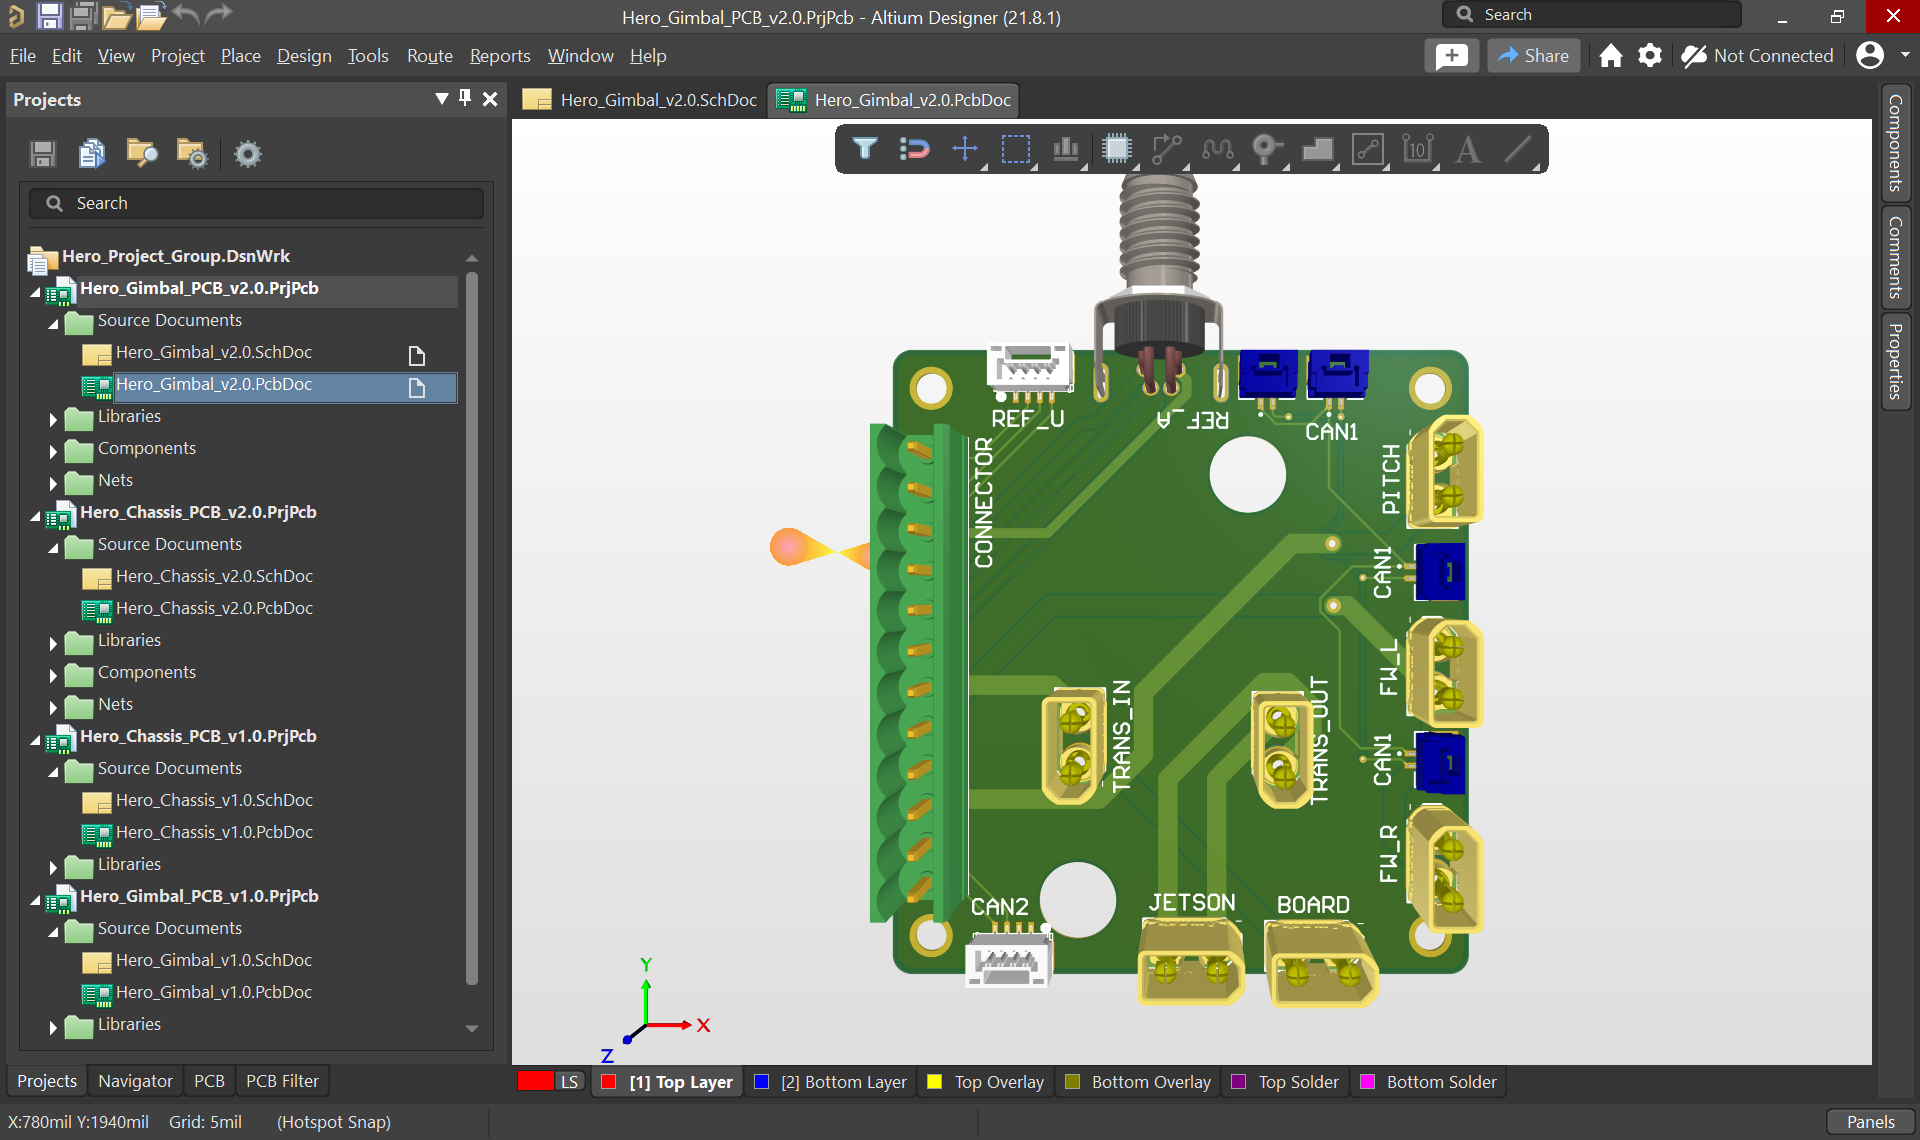 Hero_Gimbal_PCB_v2.0.PrjPcb - Altium Designer (21.8.1)
Search
File Edit View Project Place Design Tools Route Reports Window Help
Share
Not Connected
Projects
Hero_Gimbal_v2.0.SchDoc
Hero_Gimbal_v2.0.PcbDoc
Search
Hero_Project_Group.DsnWrk
Hero_Gimbal_PCB_v2.0.PrjPcb
Source Documents
Hero_Gimbal_v2.0.SchDoc
Hero_Gimbal_v2.0.PcbDoc
Libraries
Components
Nets
Hero_Chassis_PCB_v2.0.PrjPcb
Source Documents
Hero_Chassis_v2.0.SchDoc
Hero_Chassis_v2.0.PcbDoc
Libraries
Components
Nets
Hero_Chassis_PCB_v1.0.PrjPcb
Source Documents
Hero_Chassis_v1.0.SchDoc
Hero_Chassis_v1.0.PcbDoc
Libraries
Hero_Gimbal_PCB_v1.0.PrjPcb
Source Documents
Hero_Gimbal_v1.0.SchDoc
Hero_Gimbal_v1.0.PcbDoc
Libraries
Projects Navigator PCB PCB Filter
10
A
REF_U
REF_A
CAN1
CONNECTOR
PITCH
CAN1
FW_L
TRANS_IN
TRANS_OUT
CAN1
FW_R
CAN2
JETSON
BOARD
Y
X
Z
Components
Comments
Properties
LS
[1] Top Layer
[2] Bottom Layer
Top Overlay
Bottom Overlay
Top Solder
Bottom Solder
X:780mil Y:1940mil Grid: 5mil (Hotspot Snap)
Panels